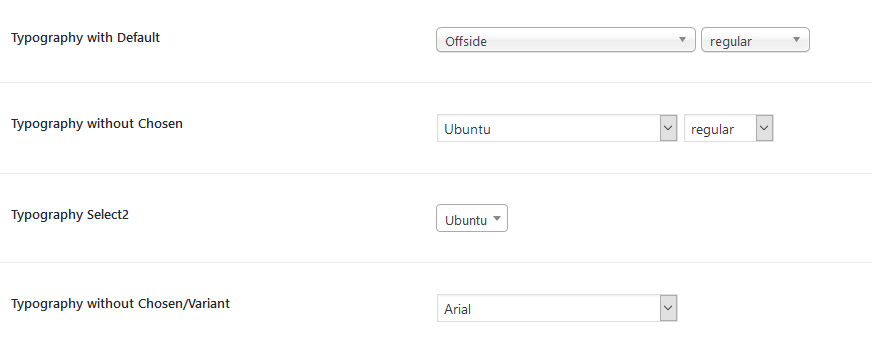 Typography with Default Offside regular
Typography without Chosen Ubuntu regular
Typography Select2 Ubuntu
Typography without Chosen/Variant Arial